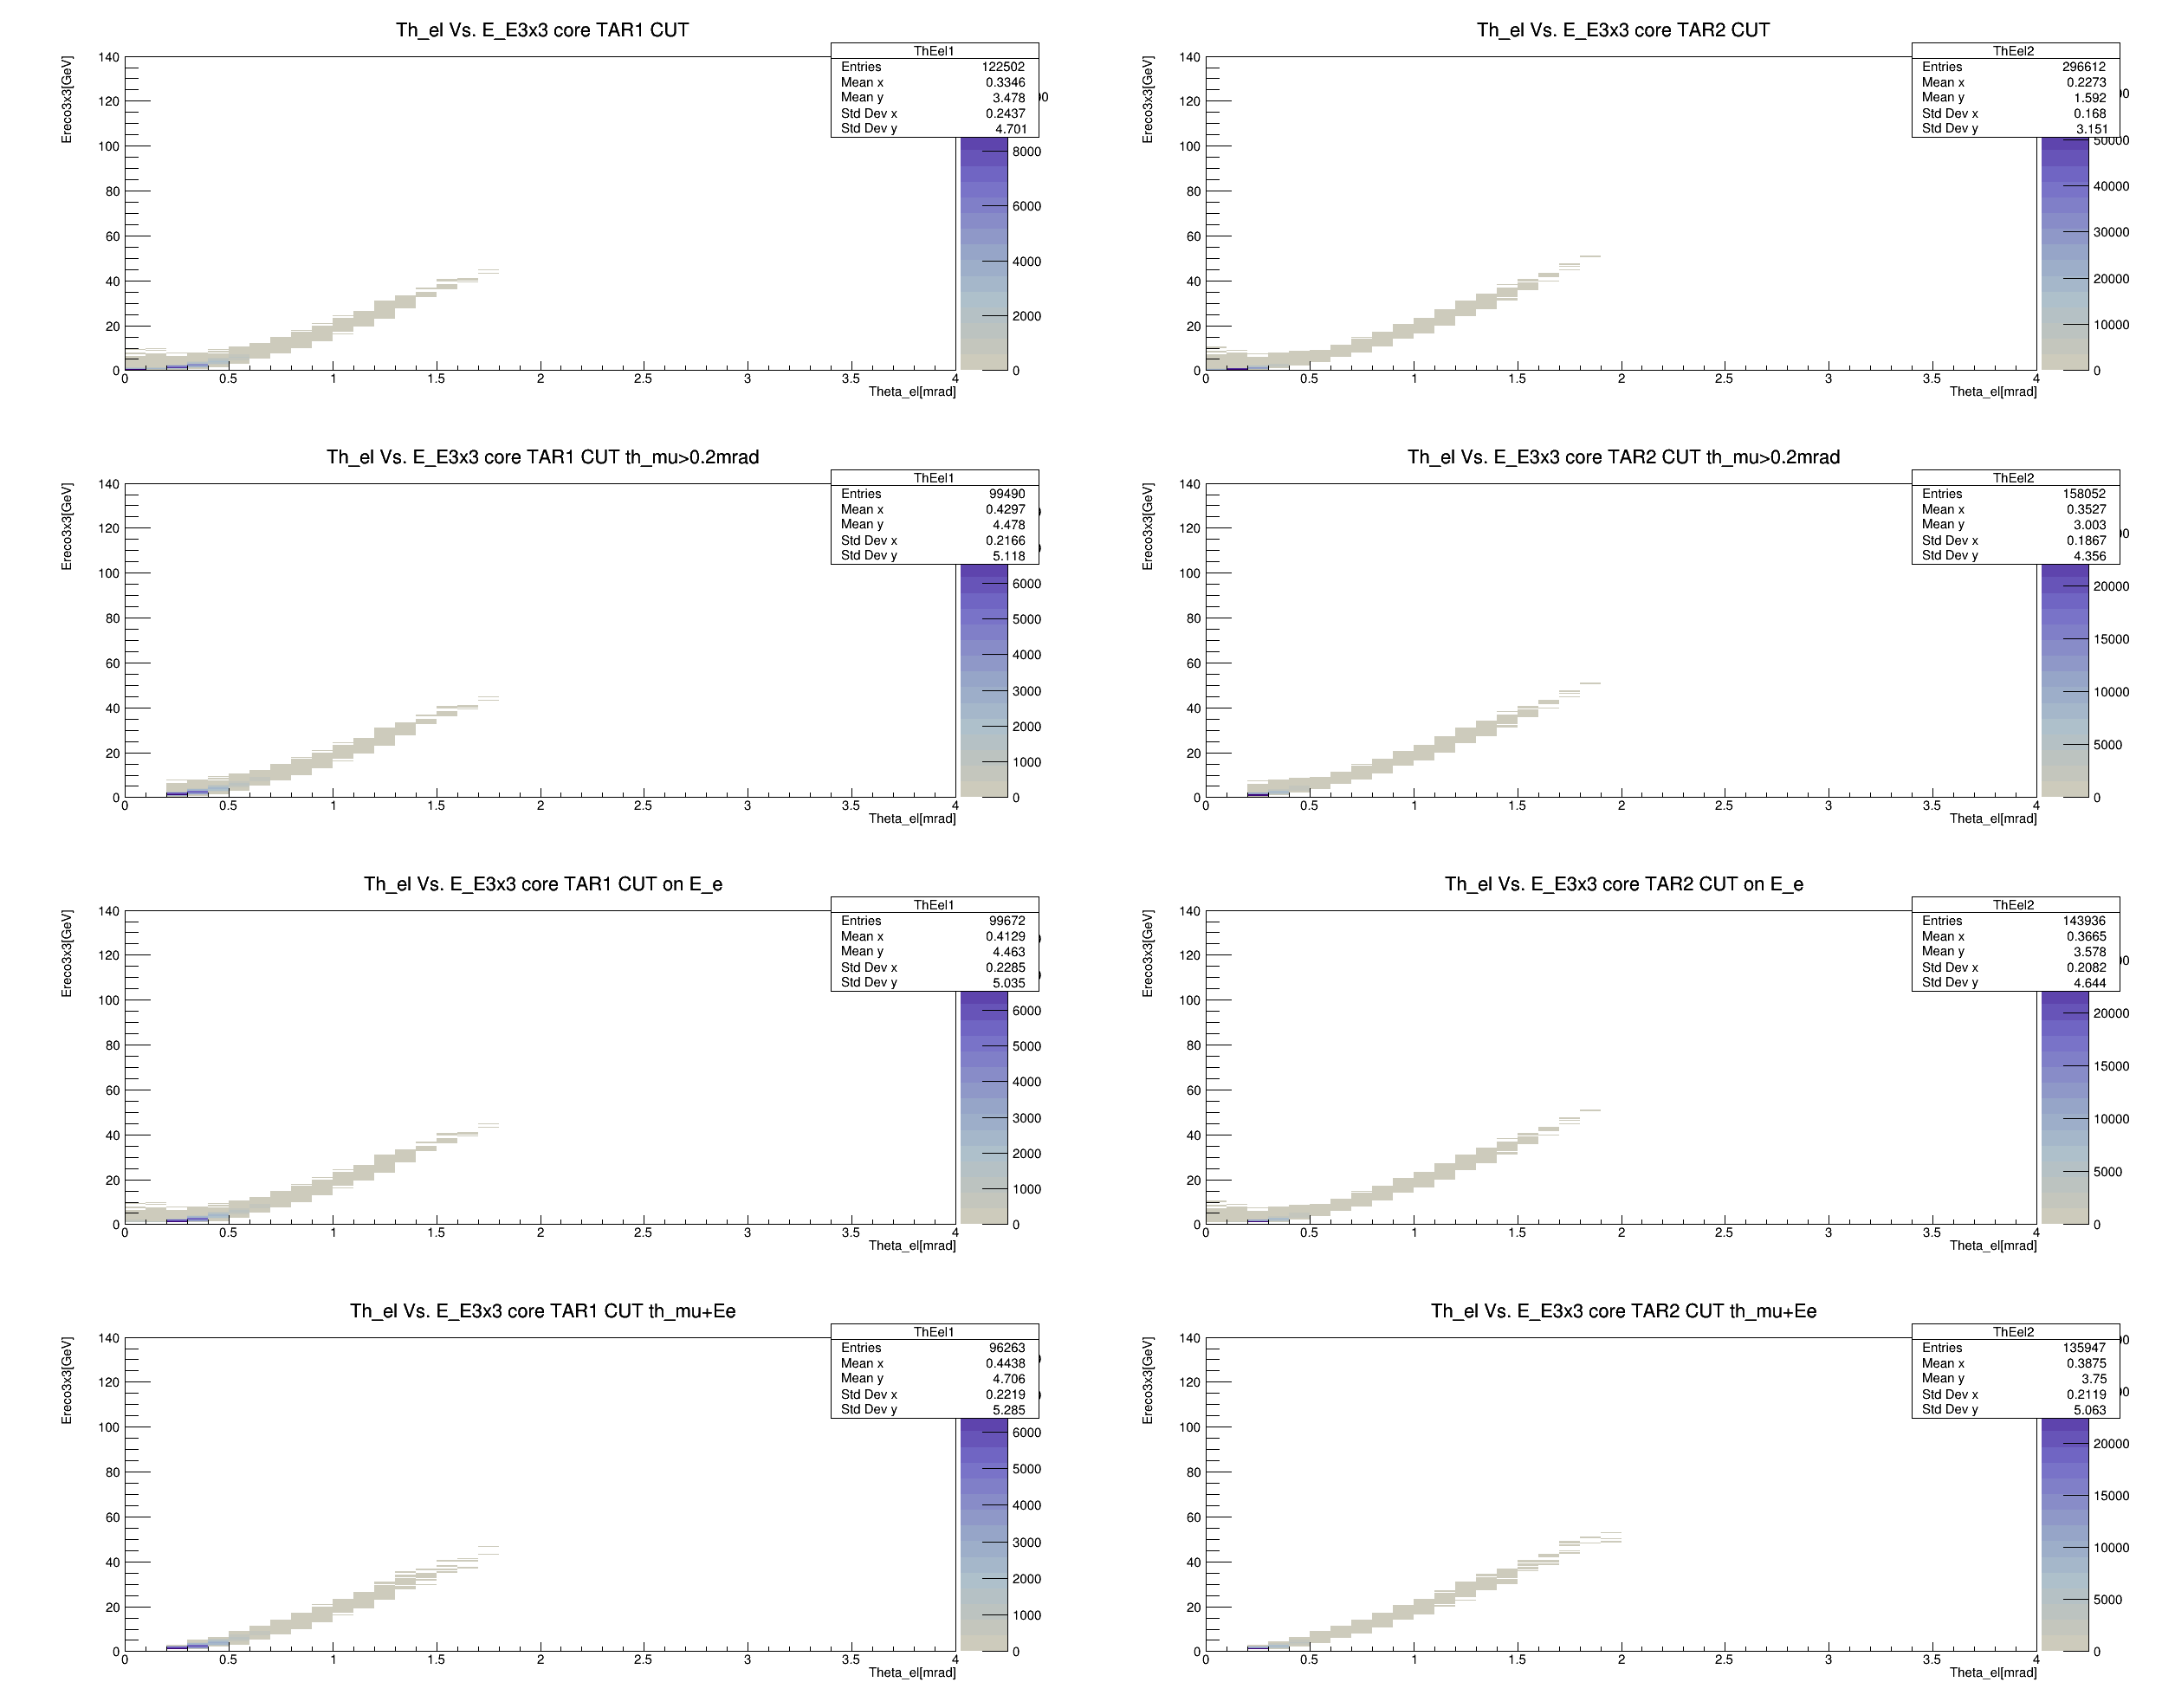 Th_el Vs. E_E3x3 core TAR1 CUT
Ereco3x3[GeV]
140
120
100
80
60
40
20
0
0 0.5 1 1.5 2 2.5 3 3.5 4
Theta_el[mrad]
ThEel1
Entries 122502
Mean x 0.3346
Mean y 3.478
Std Dev x 0.2437
Std Dev y 4.701
8000
6000
4000
2000
0
Th_el Vs. E_E3x3 core TAR2 CUT
Ereco3x3[GeV]
140
120
100
80
60
40
20
0
0 0.5 1 1.5 2 2.5 3 3.5 4
Theta_el[mrad]
ThEel2
Entries 296612
Mean x 0.2273
Mean y 1.592
Std Dev x 0.168
Std Dev y 3.151
50000
40000
30000
20000
10000
0
Th_el Vs. E_E3x3 core TAR1 CUT th_mu>0.2mrad
Ereco3x3[GeV]
140
120
100
80
60
40
20
0
0 0.5 1 1.5 2 2.5 3 3.5 4
Theta_el[mrad]
ThEel1
Entries 99490
Mean x 0.4297
Mean y 4.478
Std Dev x 0.2166
Std Dev y 5.118
6000
5000
4000
3000
2000
1000
0
Th_el Vs. E_E3x3 core TAR2 CUT th_mu>0.2mrad
Ereco3x3[GeV]
140
120
100
80
60
40
20
0
0 0.5 1 1.5 2 2.5 3 3.5 4
Theta_el[mrad]
ThEel2
Entries 158052
Mean x 0.3527
Mean y 3.003
Std Dev x 0.1867
Std Dev y 4.356
20000
15000
10000
5000
0
Th_el Vs. E_E3x3 core TAR1 CUT on E_e
Ereco3x3[GeV]
140
120
100
80
60
40
20
0
0 0.5 1 1.5 2 2.5 3 3.5 4
Theta_el[mrad]
ThEel1
Entries 99672
Mean x 0.4129
Mean y 4.463
Std Dev x 0.2285
Std Dev y 5.035
6000
5000
4000
3000
2000
1000
0
Th_el Vs. E_E3x3 core TAR2 CUT on E_e
Ereco3x3[GeV]
140
120
100
80
60
40
20
0
0 0.5 1 1.5 2 2.5 3 3.5 4
Theta_el[mrad]
ThEel2
Entries 143936
Mean x 0.3665
Mean y 3.578
Std Dev x 0.2082
Std Dev y 4.644
20000
15000
10000
5000
0
Th_el Vs. E_E3x3 core TAR1 CUT th_mu+Ee
Ereco3x3[GeV]
140
120
100
80
60
40
20
0
0 0.5 1 1.5 2 2.5 3 3.5 4
Theta_el[mrad]
ThEel1
Entries 96263
Mean x 0.4438
Mean y 4.706
Std Dev x 0.2219
Std Dev y 5.285
6000
5000
4000
3000
2000
1000
0
Th_el Vs. E_E3x3 core TAR2 CUT th_mu+Ee
Ereco3x3[GeV]
140
120
100
80
60
40
20
0
0 0.5 1 1.5 2 2.5 3 3.5 4
Theta_el[mrad]
ThEel2
Entries 135947
Mean x 0.3875
Mean y 3.75
Std Dev x 0.2119
Std Dev y 5.063
20000
15000
10000
5000
0